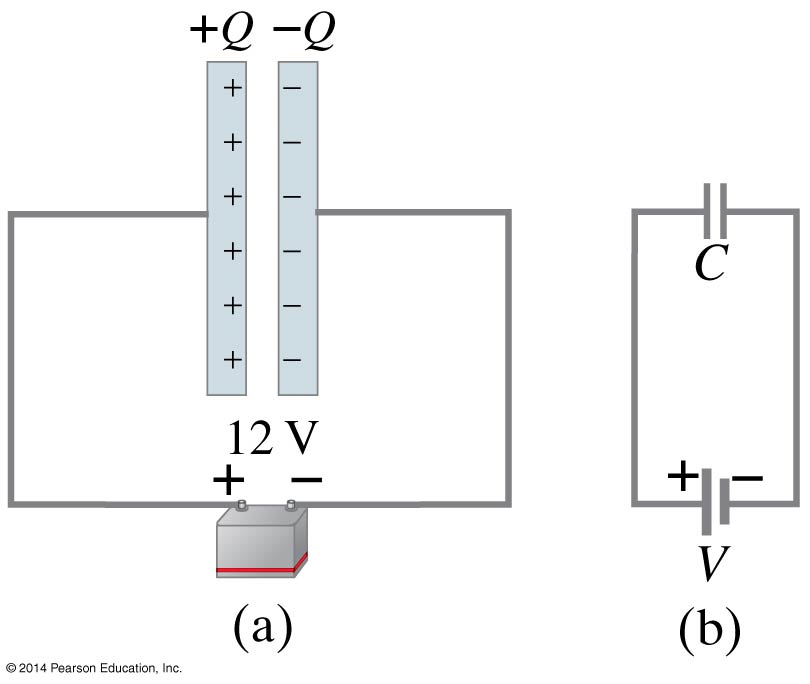 +Q −Q
+ −
+ −
+ −
+ −
+ −
+ −
C
12 V
+ −
+ −
V
(a)
(b)
© 2014 Pearson Education, Inc.